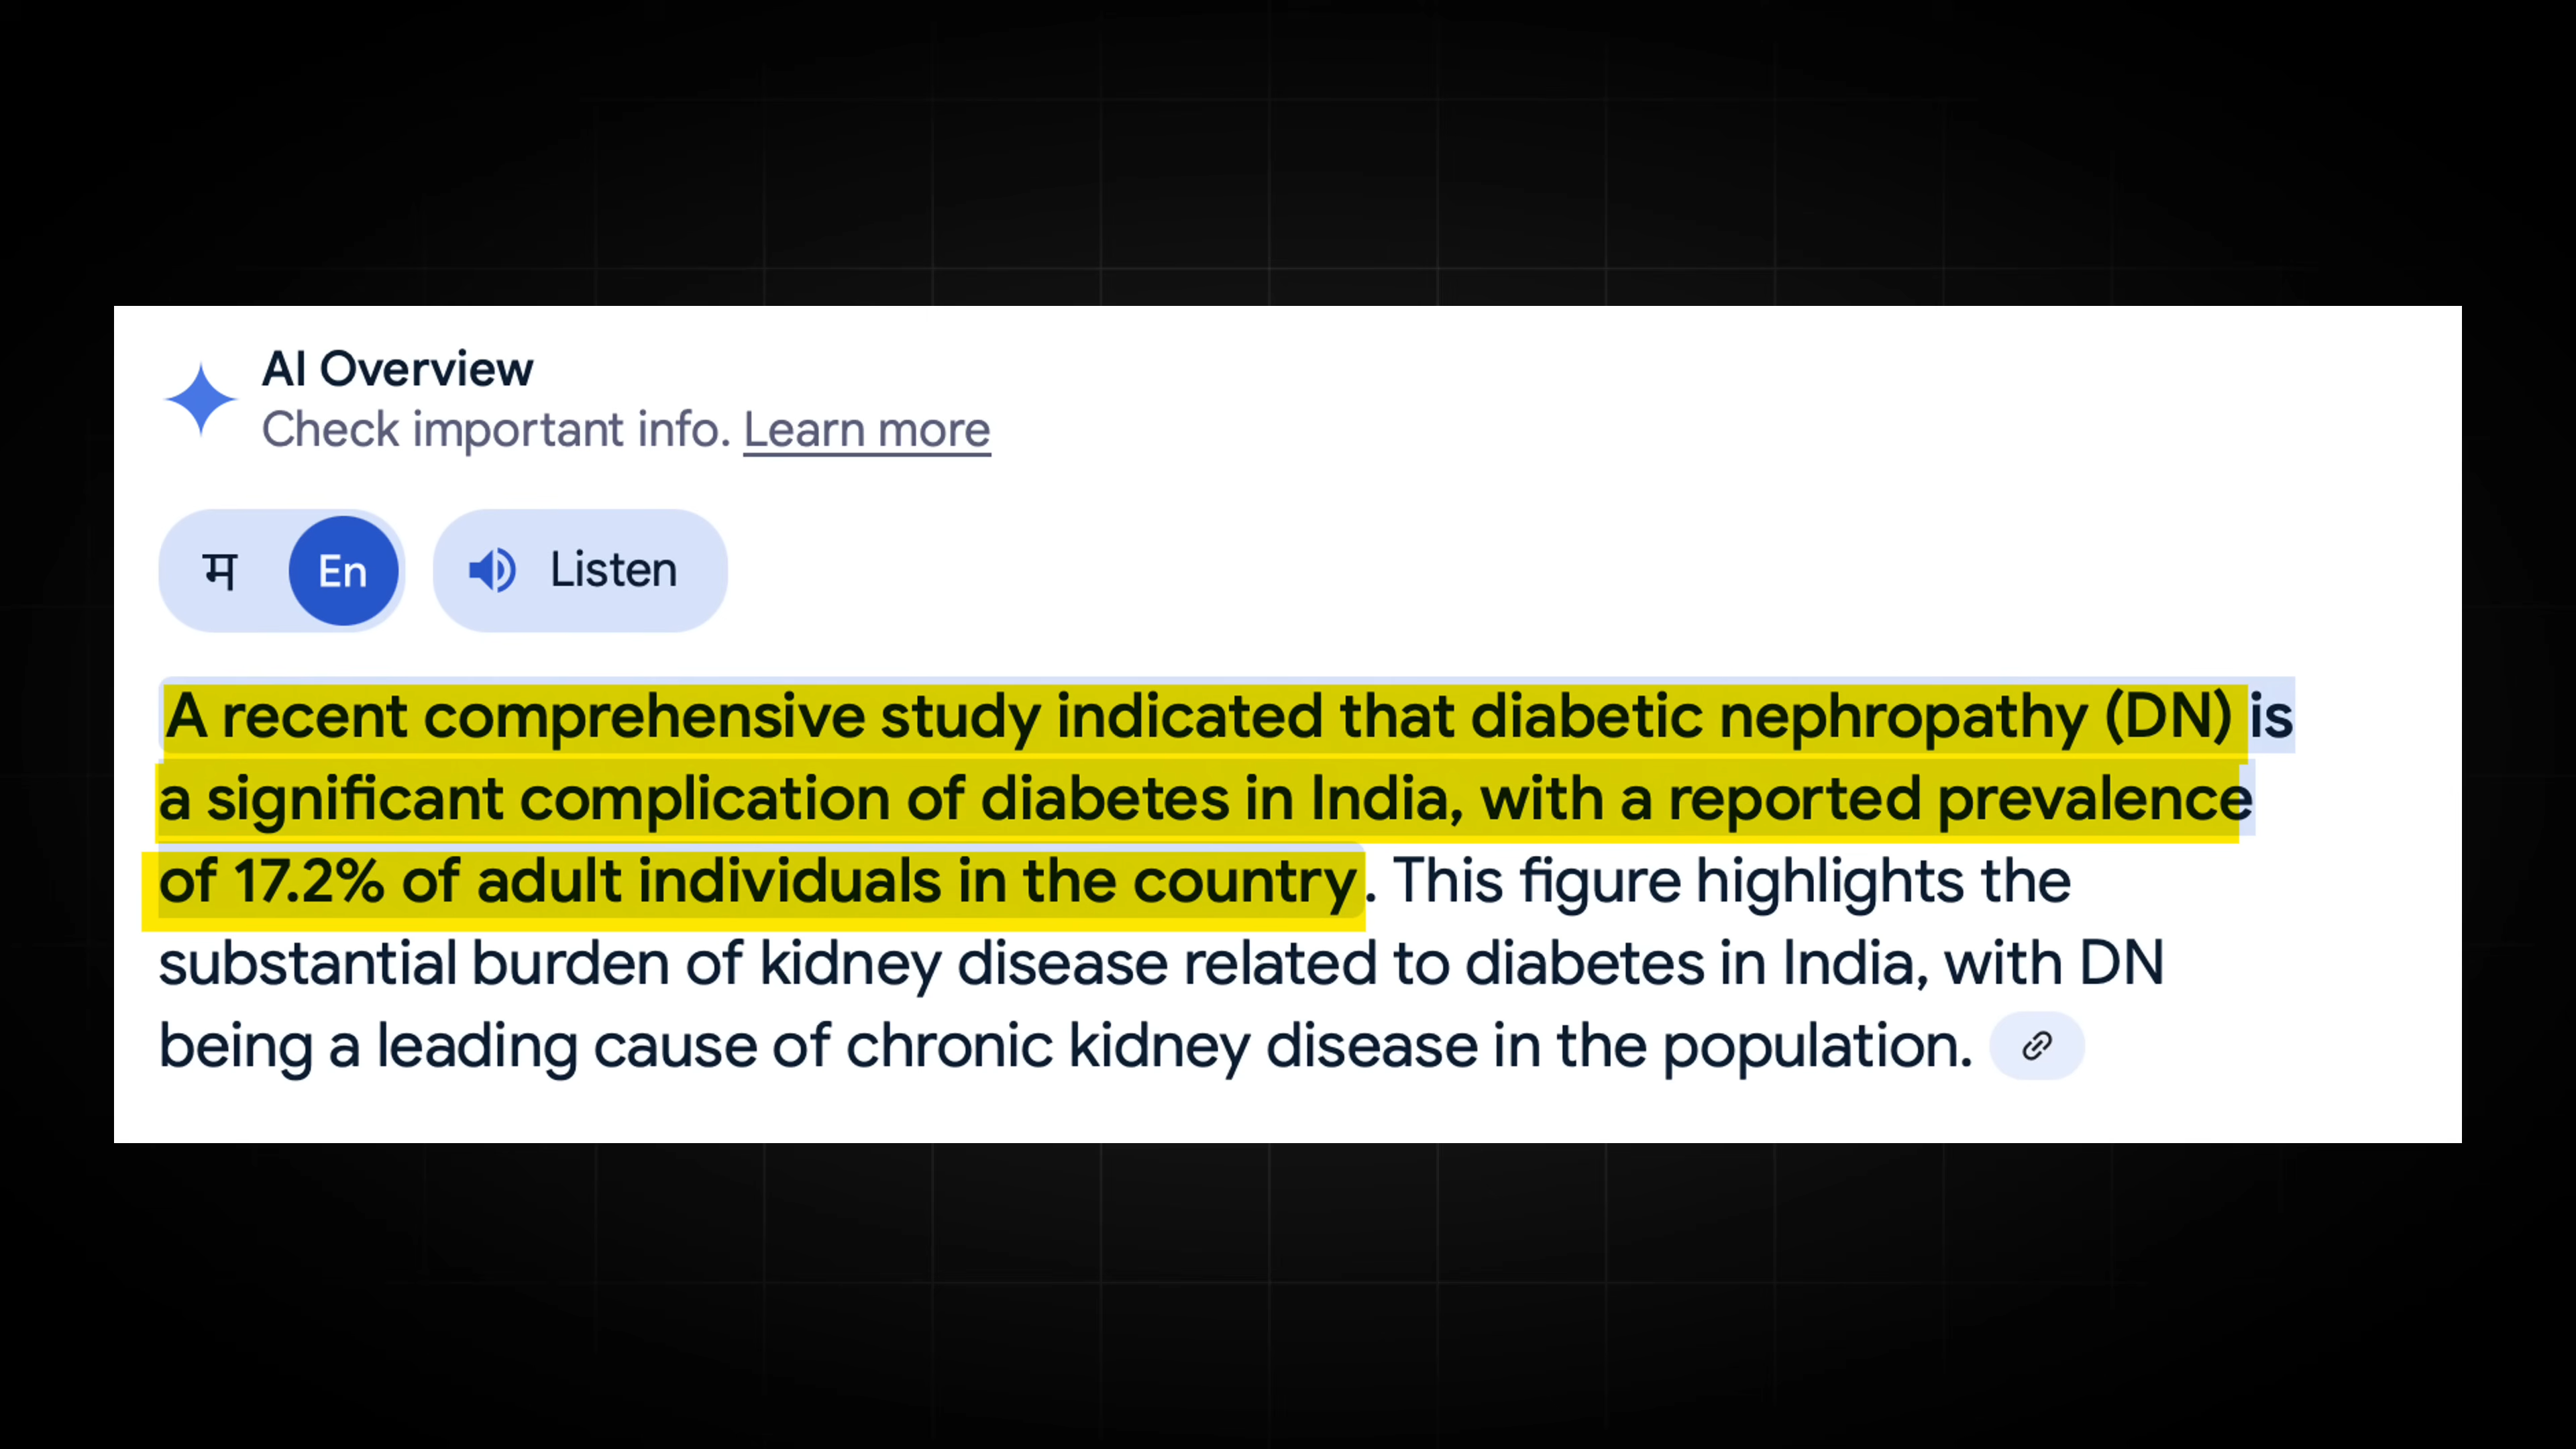 AI Overview
Check important info. Learn more
म En Listen
A recent comprehensive study indicated that diabetic nephropathy (DN) is
a significant complication of diabetes in India, with a reported prevalence
of 17.2% of adult individuals in the country. This figure highlights the
substantial burden of kidney disease related to diabetes in India, with DN
being a leading cause of chronic kidney disease in the population.